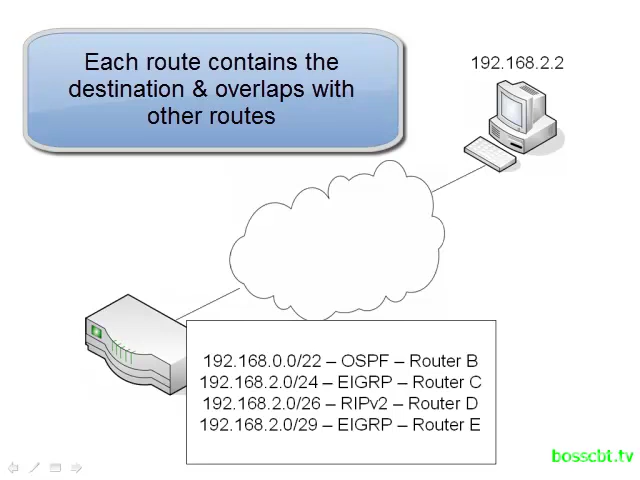 Each route contains the
destination & overlaps with
other routes
192.168.2.2
192.168.0.0/22 – OSPF – Router B
192.168.2.0/24 – EIGRP – Router C
192.168.2.0/26 – RIPv2 – Router D
192.168.2.0/29 – EIGRP – Router E
bosscbt.tv